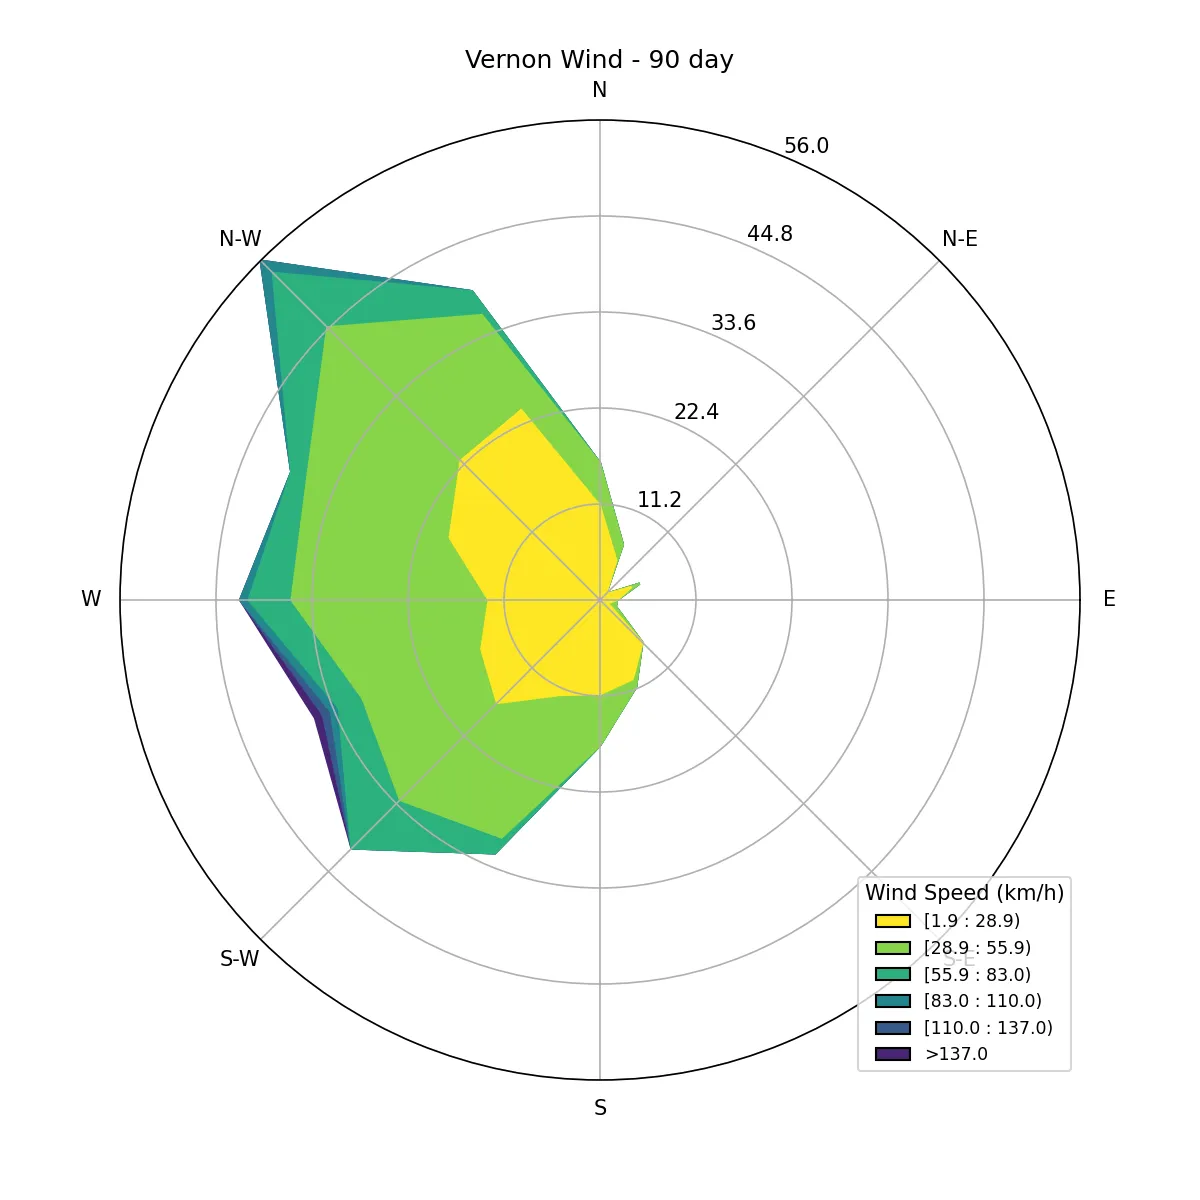 Vernon Wind - 90 day
N
56.0
44.8
N-W
N-E
33.6
22.4
11.2
W
E
S-W
S-E
Wind Speed (km/h)
[1.9 : 28.9)
[28.9 : 55.9)
[55.9 : 83.0)
[83.0 : 110.0)
[110.0 : 137.0)
>137.0
S